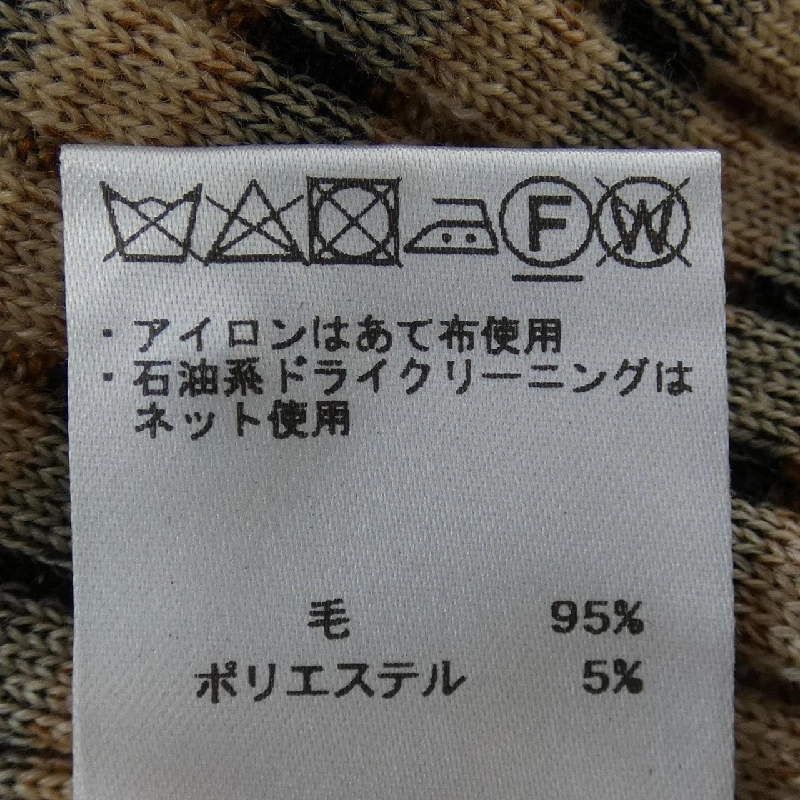 F W
・アイロンはあて布使用
・石油系ドライクリーニングは
ネット使用
毛 95%
ポリエステル 5%